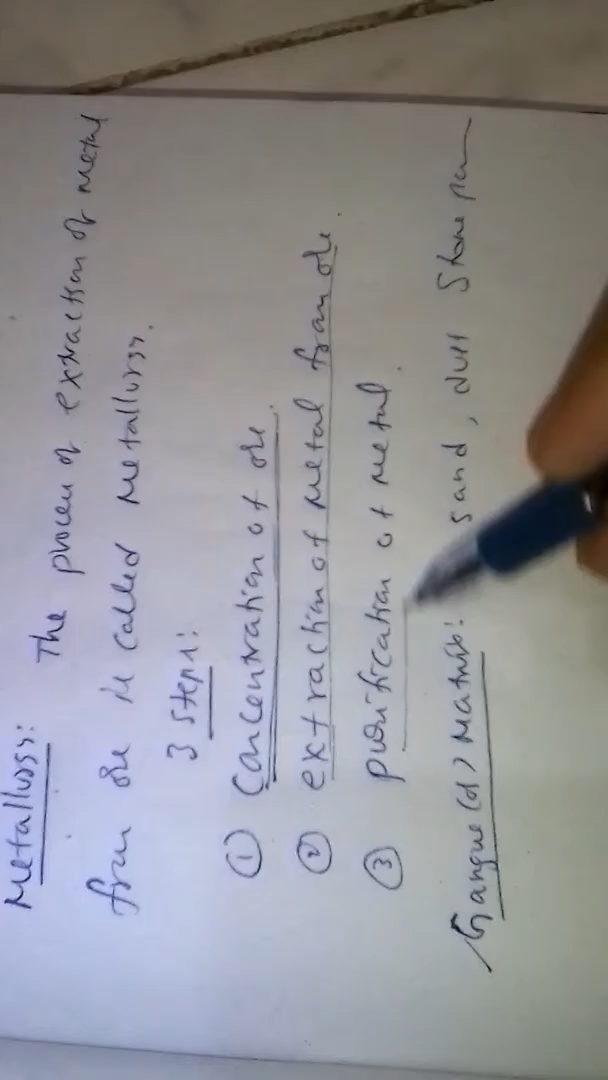 Metallurgy: The process of extraction of metal
from ore is called Metallurgy.
3 Steps:
① Concentration of ore.
② extraction of metal from ore.
③ purification of metal.
Gangue (or) Matrix: sand, dust stone